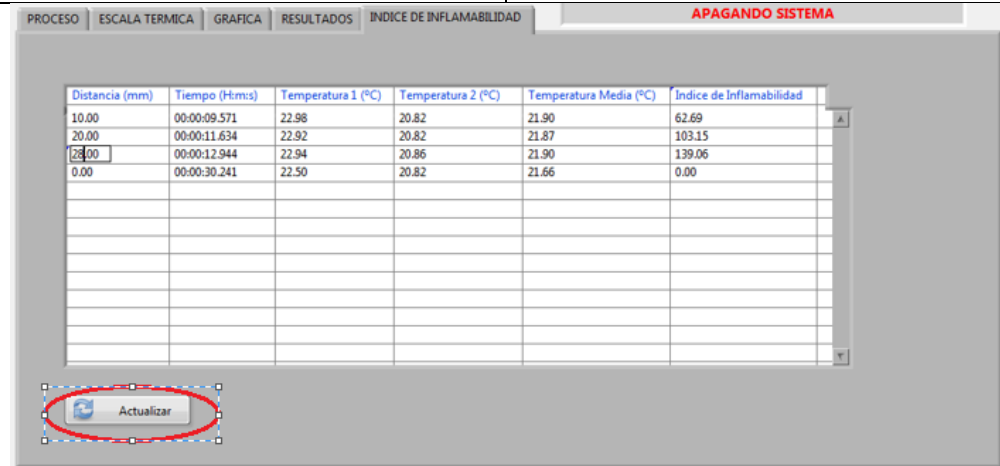 PROCESO ESCALA TERMICA GRAFICA RESULTADOS INDICE DE INFLAMABILIDAD APAGANDO SISTEMA
Distancia (mm) Tiempo (H:m:s) Temperatura 1 (ºC) Temperatura 2 (ºC) Temperatura Media (ºC) Indice de Inflamabilidad
10.00 00:00:09.571 22.98 20.82 21.90 62.69
20.00 00:00:11.634 22.92 20.82 21.87 103.15
28.00 00:00:12.944 22.94 20.86 21.90 139.06
0.00 00:00:30.241 22.50 20.82 21.66 0.00
Actualizar